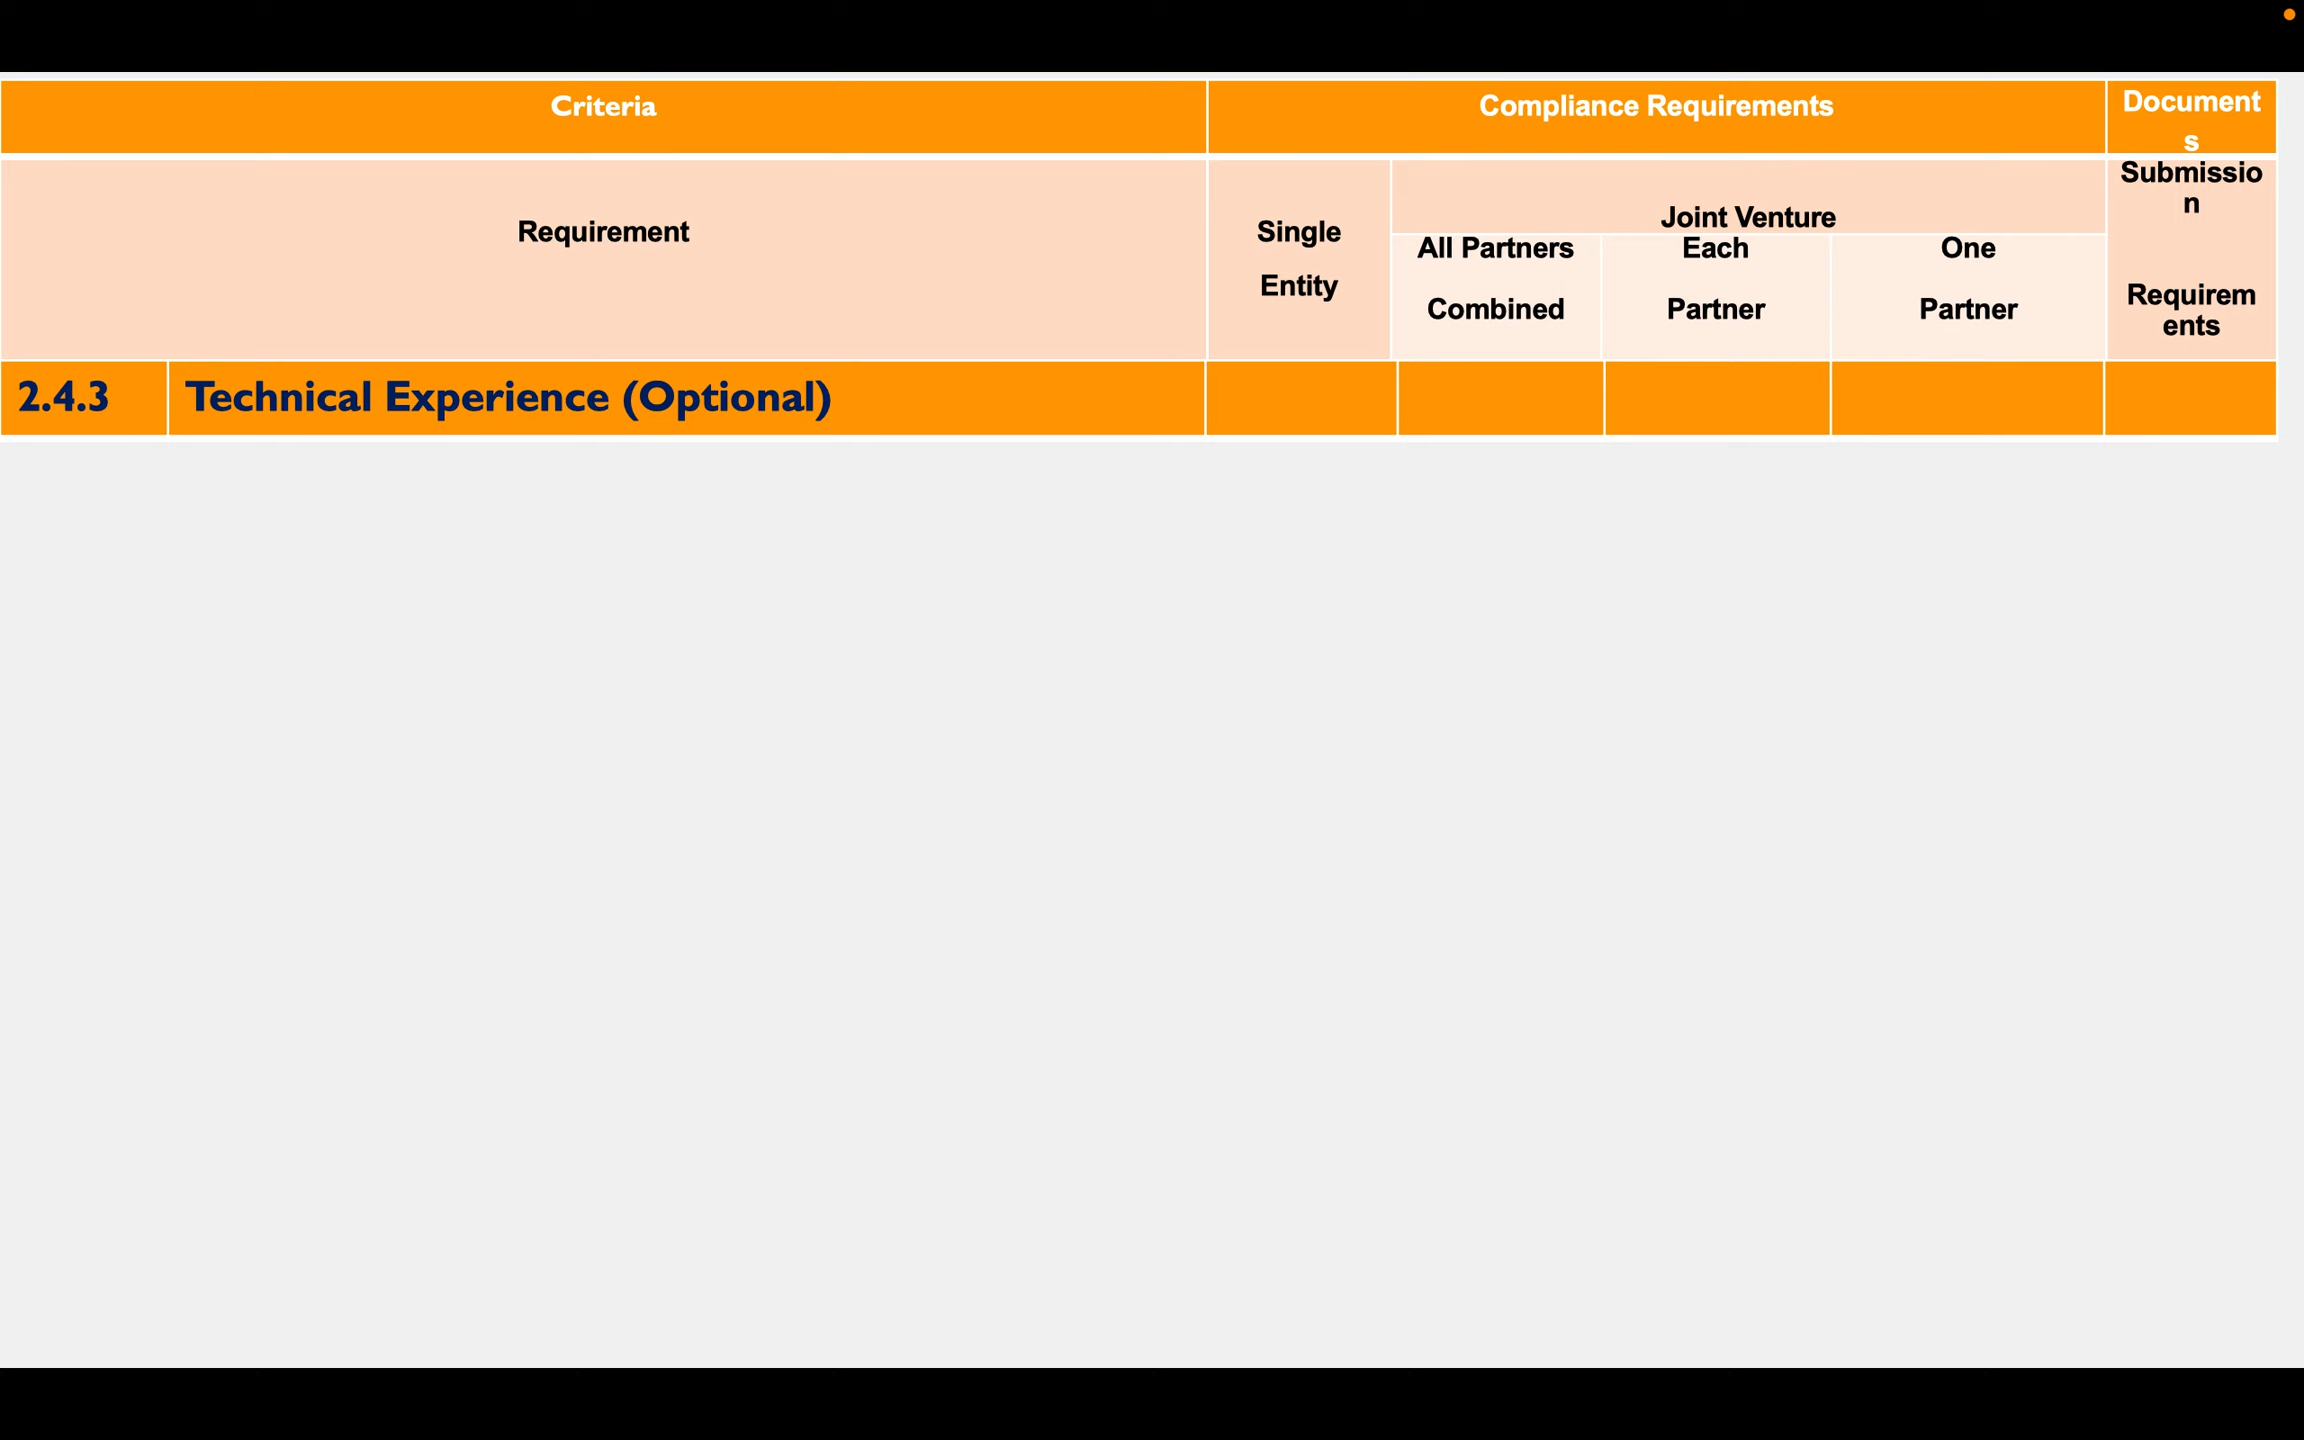 Criteria
Compliance Requirements
Document
s
Requirement
Single
Entity
Joint Venture
All Partners
Combined
Each
Partner
One
Partner
Submissio
n
Requirem
ents
2.4.3 Technical Experience (Optional)